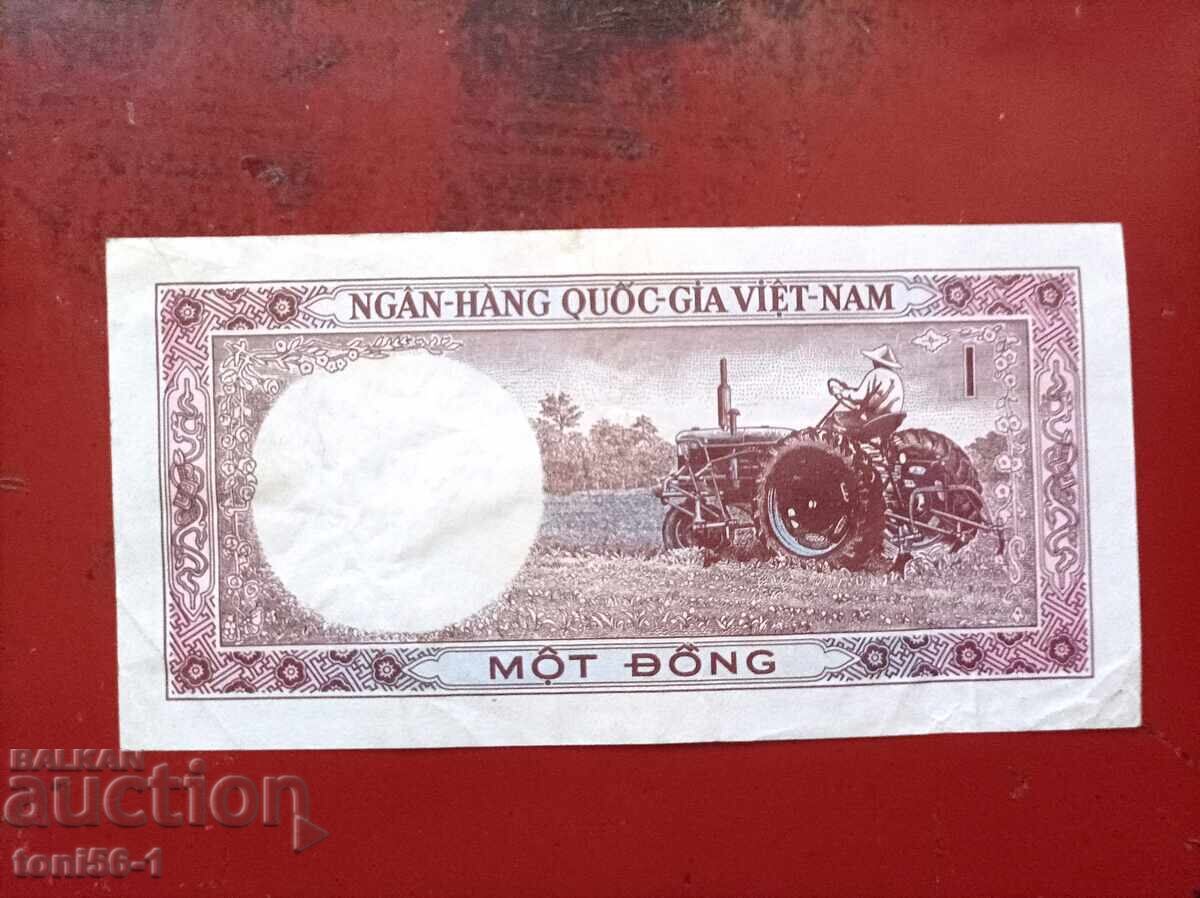 NGÂN-HÀNG QUỐC-GIA VIỆT-NAM
1
MỘT ĐỒNG
BALKAN
auction
toni56-1